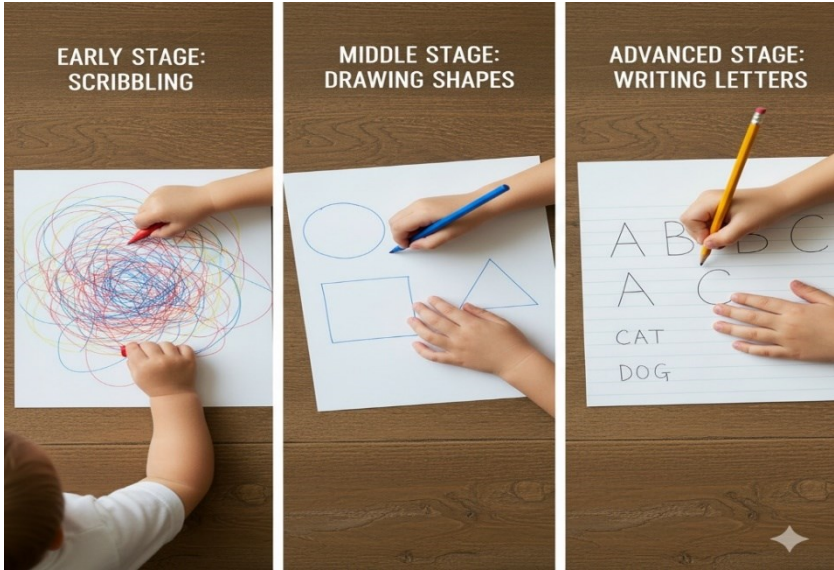 EARLY STAGE:
SCRIBBLING
MIDDLE STAGE:
DRAWING SHAPES
ADVANCED STAGE:
WRITING LETTERS
A B B C
A C
CAT
DOG